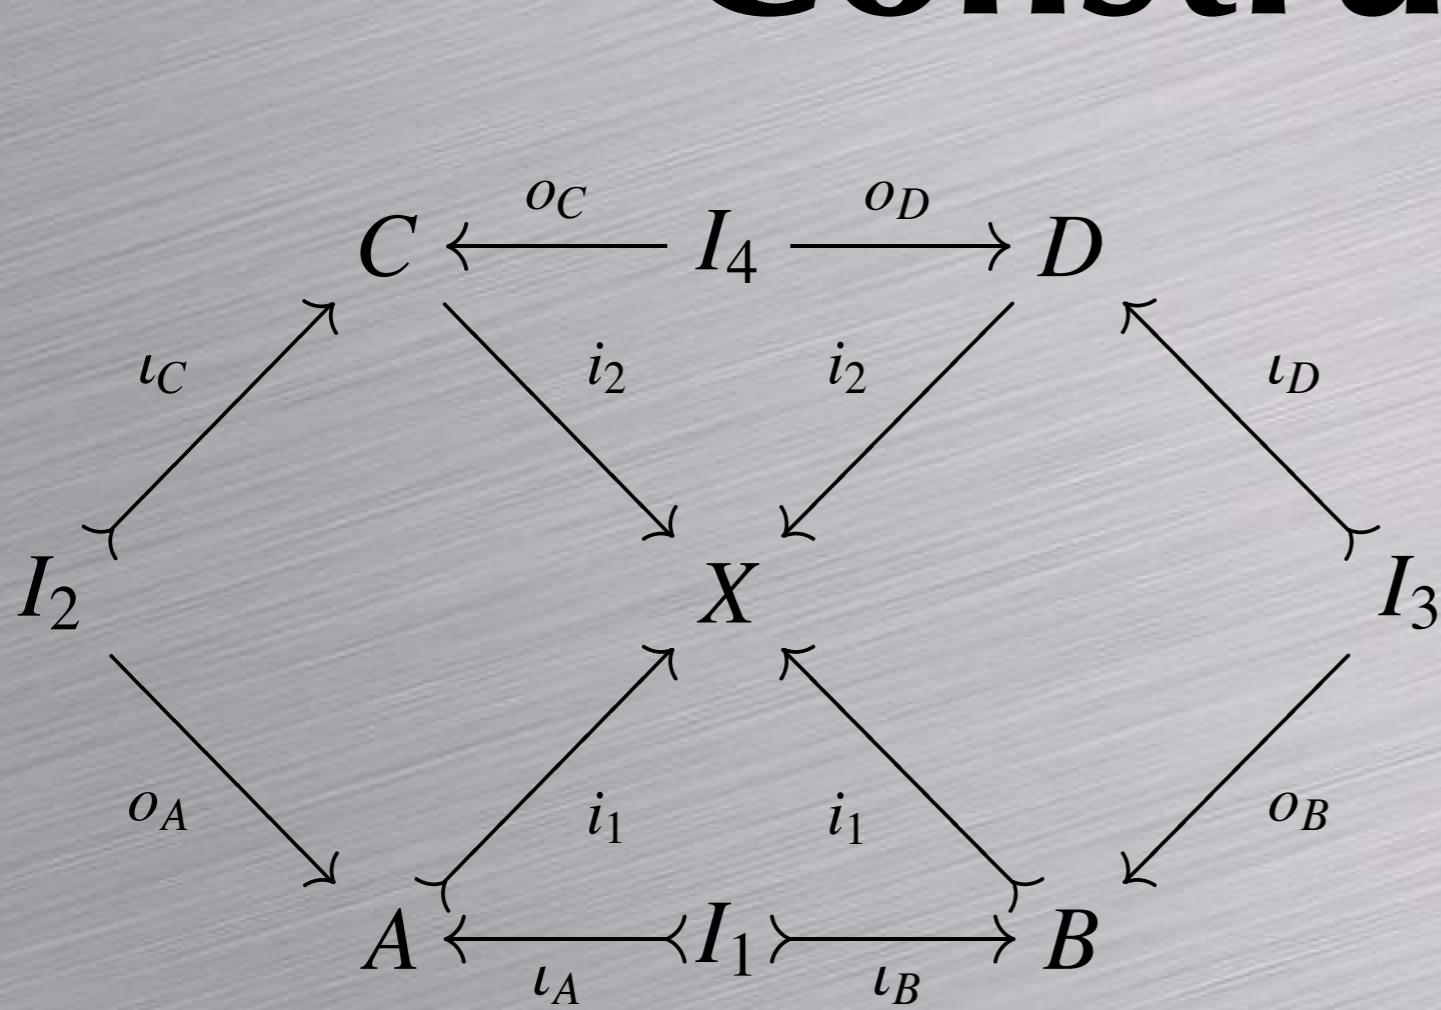 o_C o_D
C I_4 D
ι_C i_2 i_2 ι_D
I_2 X I_3
o_A i_1 i_1 o_B
A I_1 B
ι_A ι_B